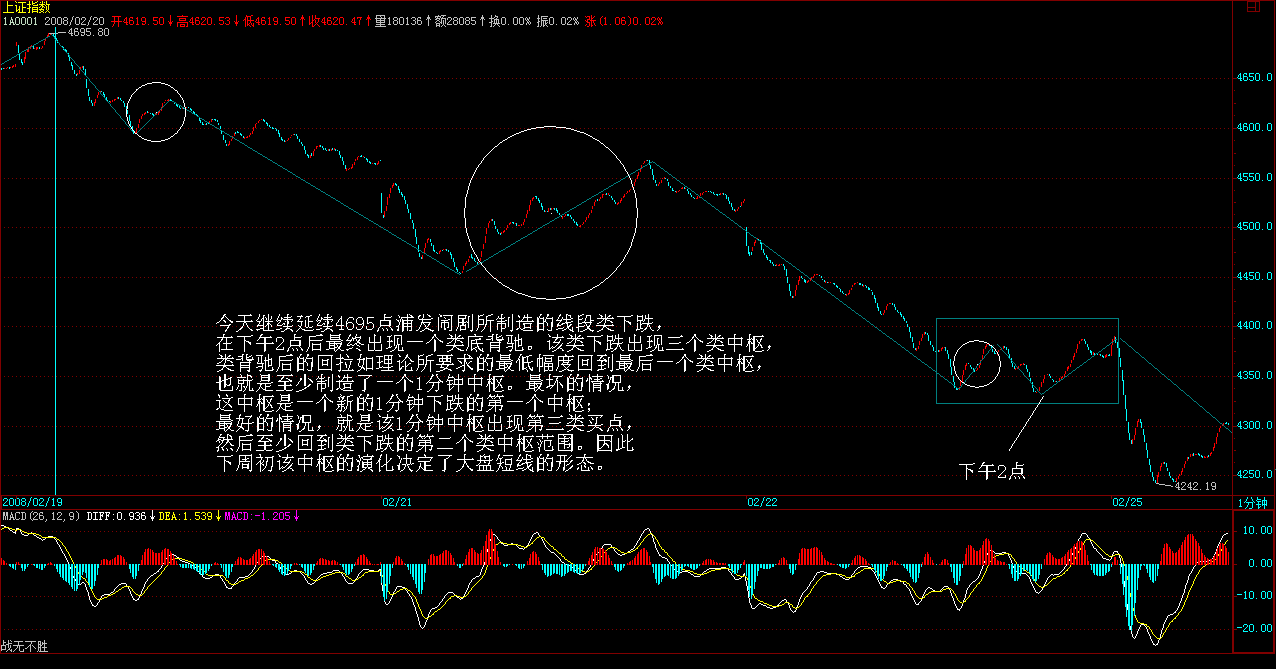 上证指数
1A0001 2008/02/20 开4619.50↓高4620.53↓低4619.50↑收4620.47↑量180136↑额28085↑换0.00% 振0.02% 涨(1.06)0.02%
4695.80
4650.0
4600.0
4550.0
4500.0
4450.0
4400.0
4350.0
4300.0
4250.0
今天继续延续4695点浦发闹剧所制造的线段类下跌，
在下午2点后最终出现一个类底背驰。该类下跌出现三个类中枢，
类背驰后的回拉如理论所要求的最低幅度回到最后一个类中枢，
也就是至少制造了一个1分钟中枢。最坏的情况，
这中枢是一个新的1分钟下跌的第一个中枢；
最好的情况，就是该1分钟中枢出现第三类买点，
然后至少回到类下跌的第二个类中枢范围。因此
下周初该中枢的演化决定了大盘短线的形态。
下午2点
4242.19
2008/02/19 02/21 02/22 02/25 1分钟
MACD(26,12,9) DIFF:0.936↓DEA:1.539↓MACD:-1.205↓
10.00
0.00
-10.00
-20.00
战无不胜